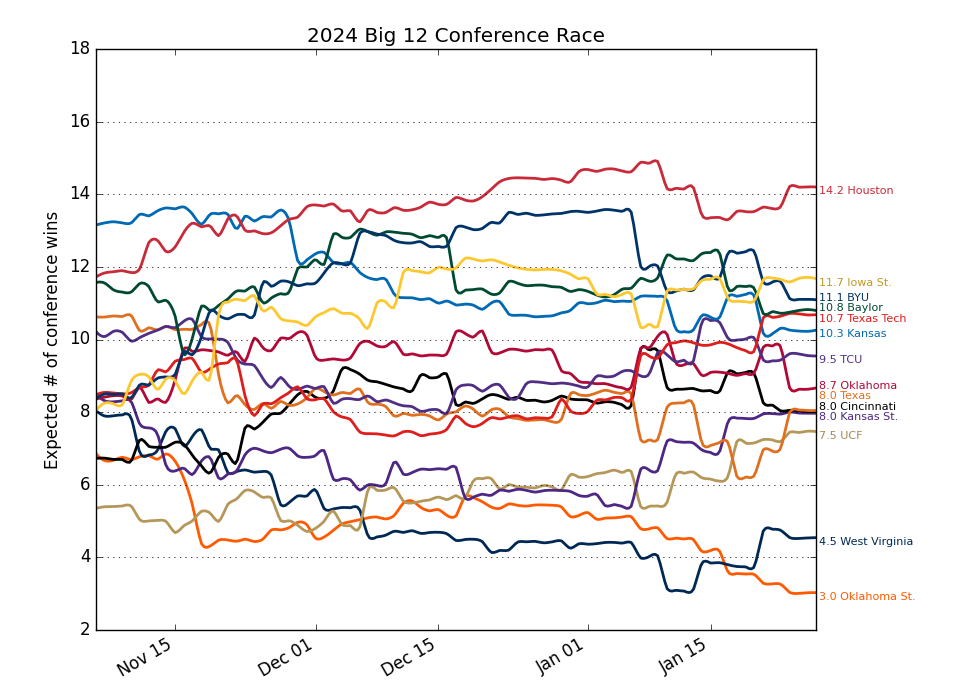 2024 Big 12 Conference Race
Expected # of conference wins
18
16
14
12
10
8
6
4
2
Nov 15
Dec 01
Dec 15
Jan 01
Jan 15
14.2 Houston
11.7 Iowa St.
11.1 BYU
10.8 Baylor
10.7 Texas Tech
10.3 Kansas
9.5 TCU
8.7 Oklahoma
8.0 Texas
8.0 Cincinnati
8.0 Kansas St.
7.5 UCF
4.5 West Virginia
3.0 Oklahoma St.